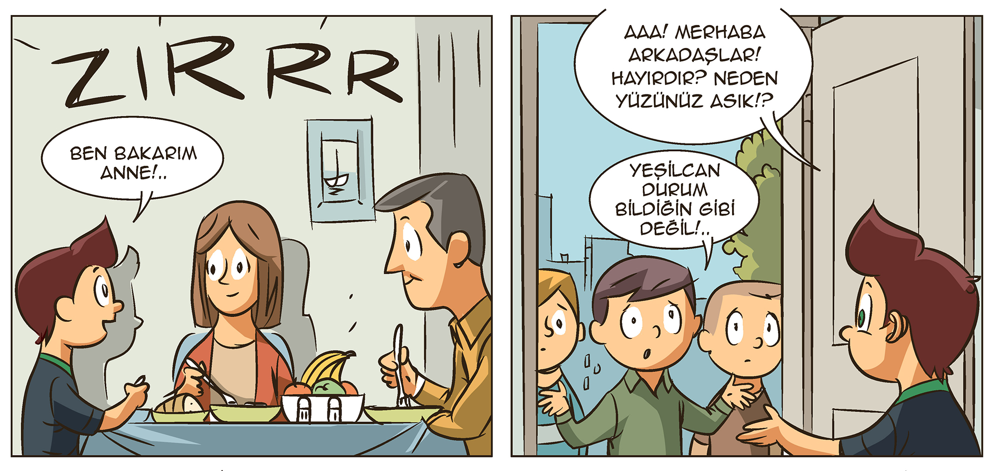 ZIRRR
BEN BAKARIM
ANNE!..
AAA! MERHABA
ARKADAŞLAR!
HAYIRDIR? NEDEN
YÜZÜNÜZ ASIK!?
YEŞİLCAN
DURUM
BİLDİĞİN GİBİ
DEĞİL!..